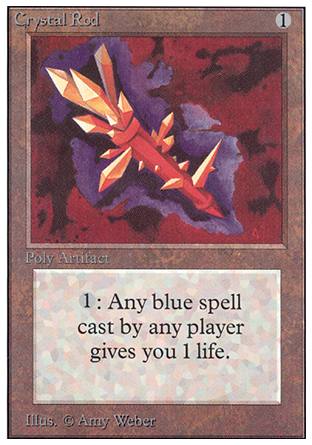 Crystal Rod 1
Poly Artifact
1: Any blue spell
cast by any player
gives you 1 life.
Illus. © Amy Weber